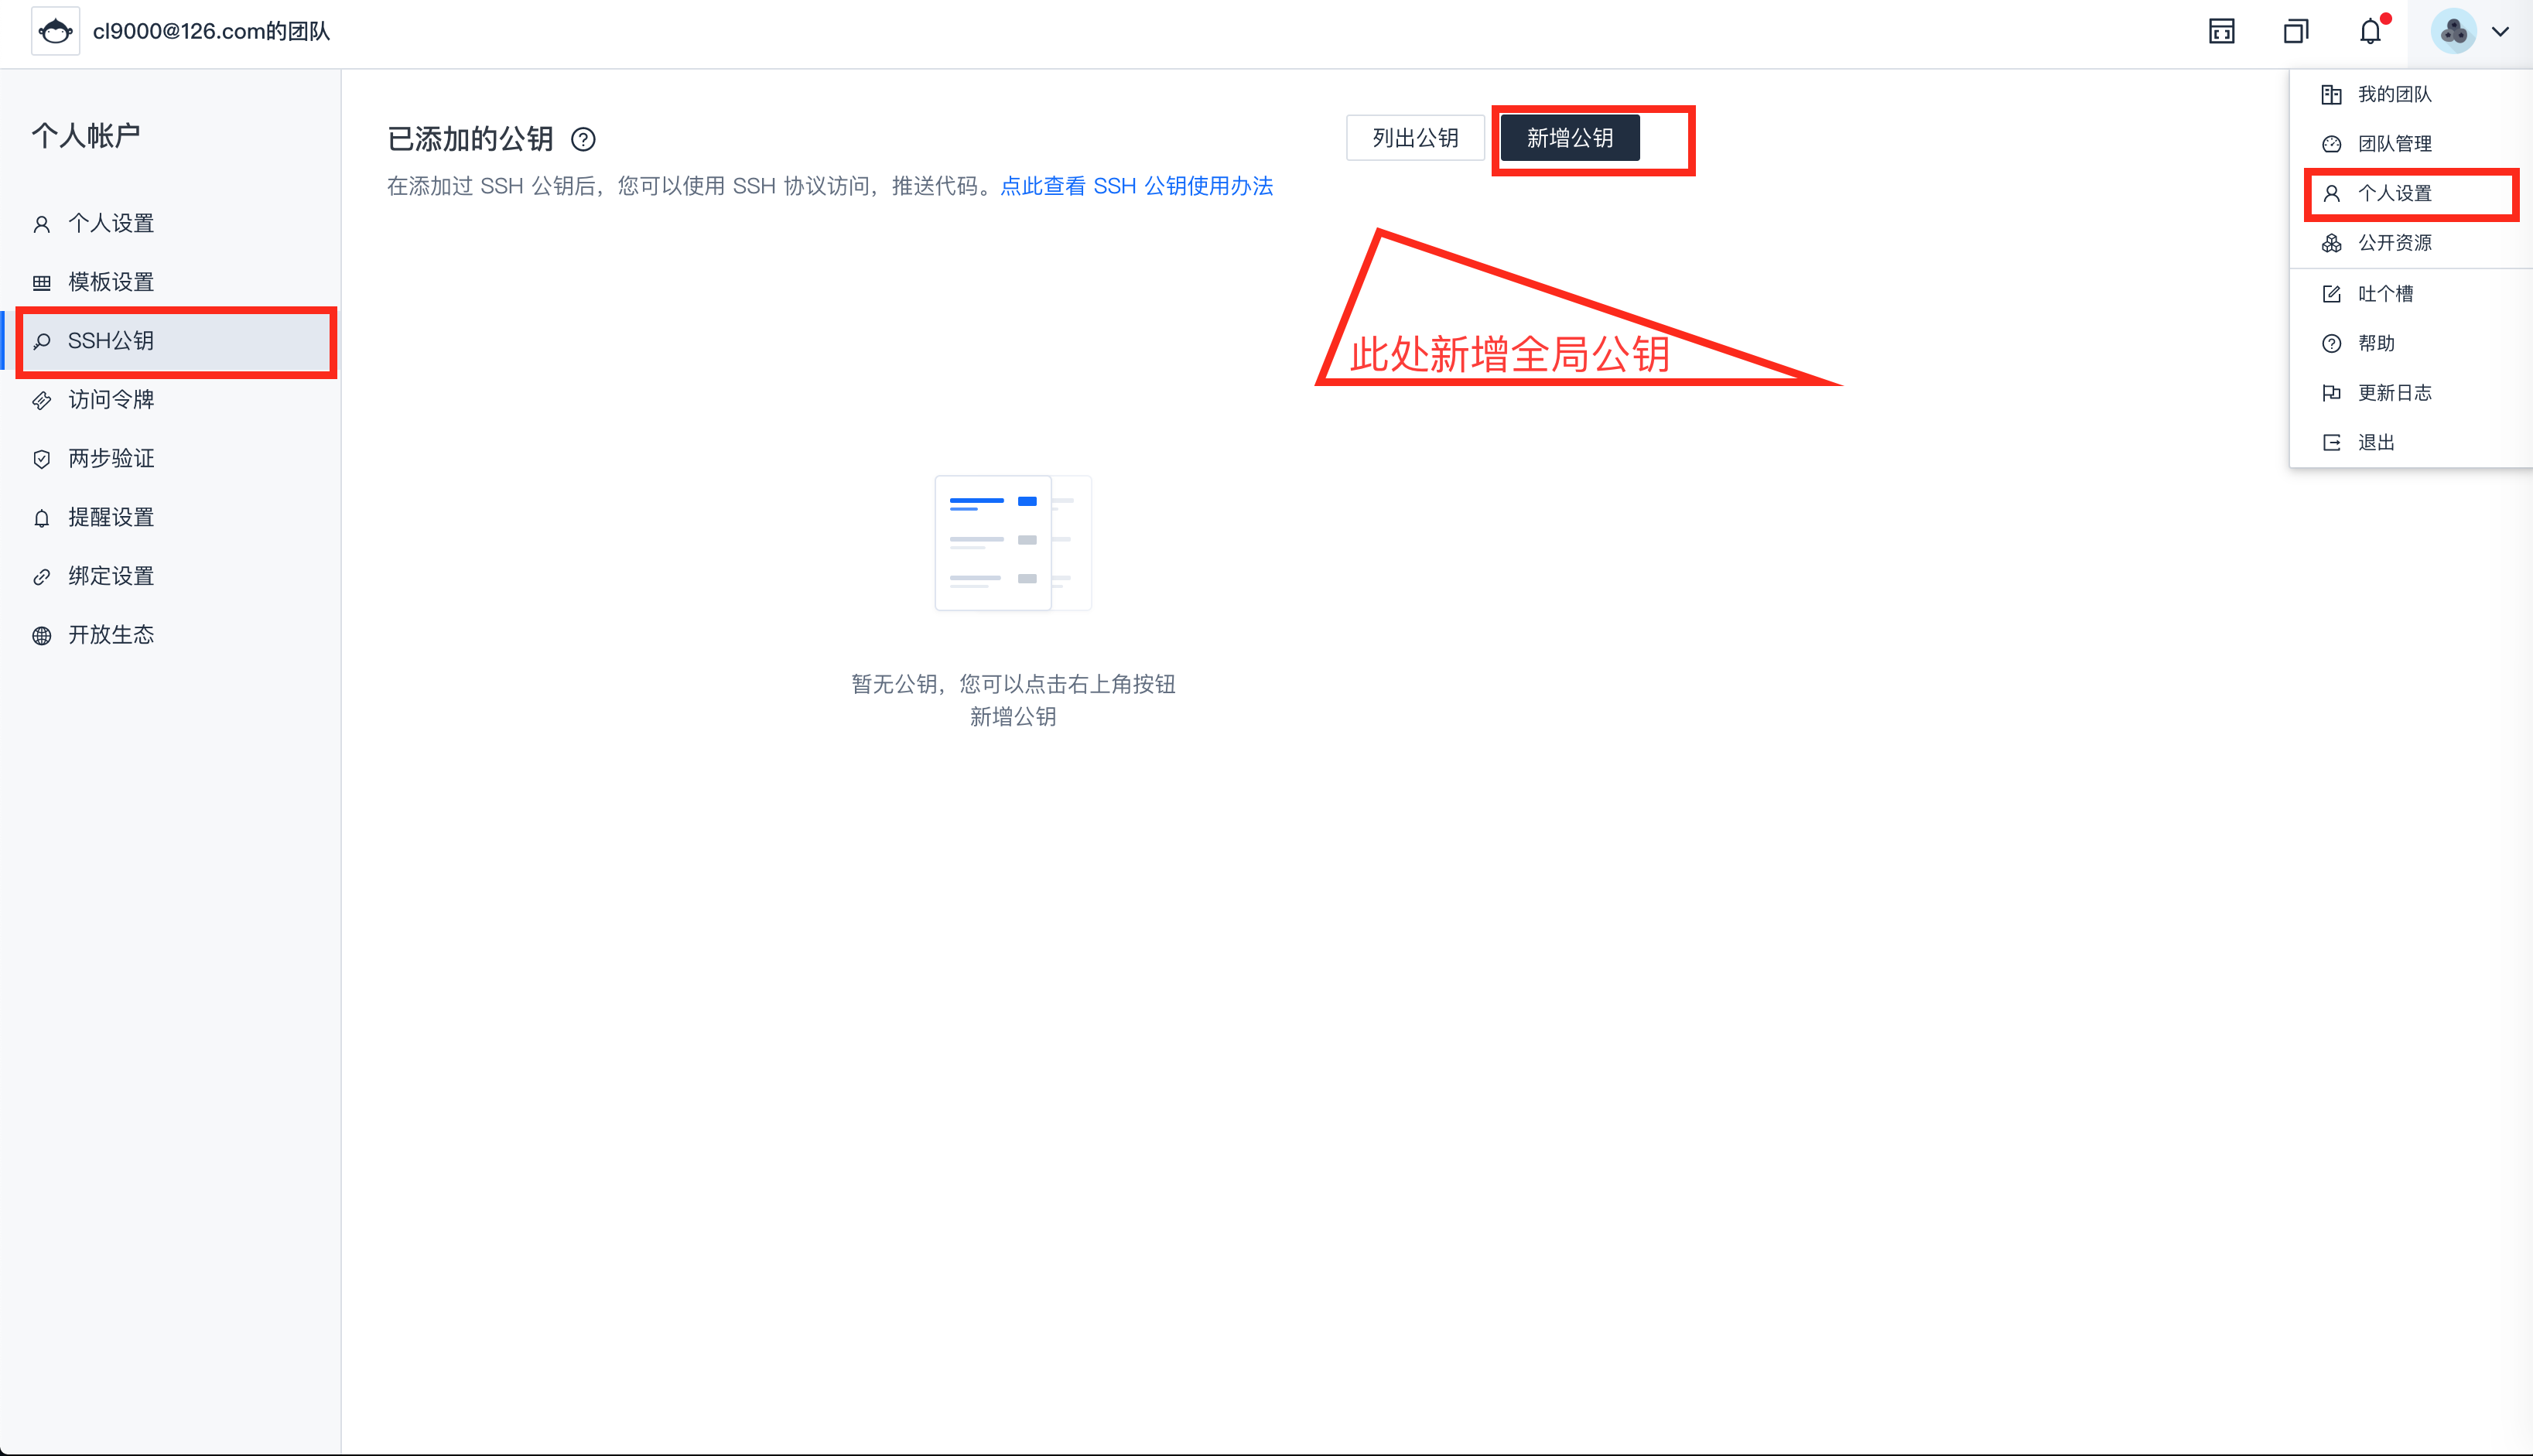 cl9000@126.com的团队
个人帐户
个人设置
模板设置
SSH公钥
访问令牌
两步验证
提醒设置
绑定设置
开放生态
已添加的公钥
列出公钥
新增公钥
在添加过 SSH 公钥后，您可以使用 SSH 协议访问，推送代码。点此查看 SSH 公钥使用办法
此处新增全局公钥
暂无公钥，您可以点击右上角按钮
新增公钥
我的团队
团队管理
个人设置
公开资源
吐个槽
帮助
更新日志
退出